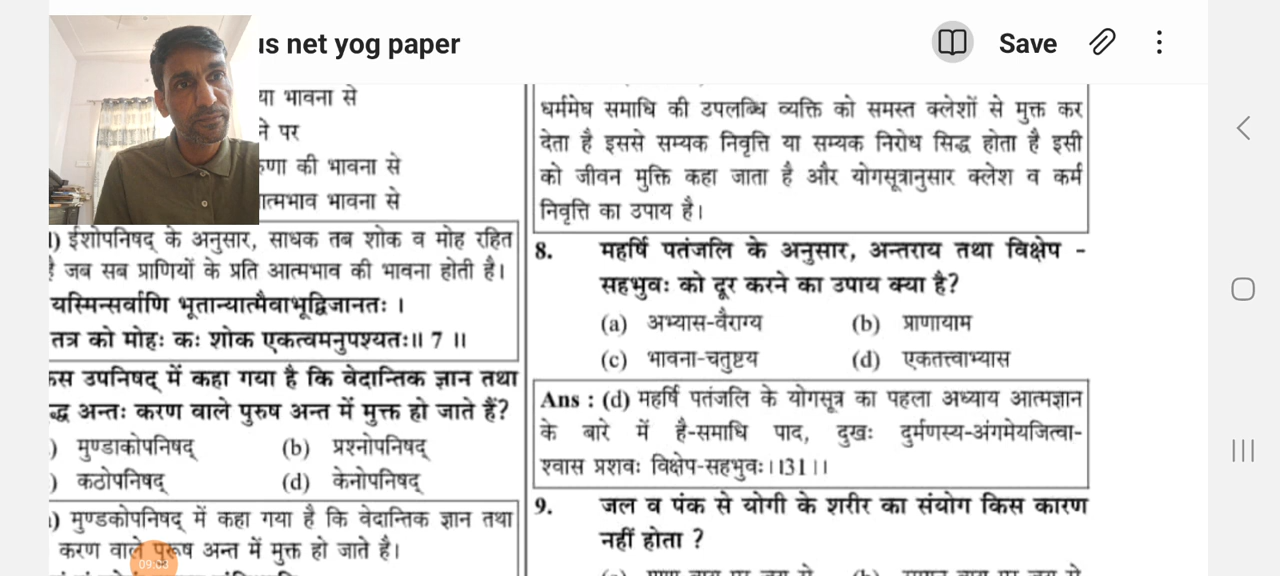 us net yog paper
Save
या भावना से
ने पर
णा की भावना से
ात्मभाव भावना से
) ईशोपनिषद् के अनुसार, साधक तब शोक व मोह रहित
है जब सब प्राणियों के प्रति आत्मभाव की भावना होती है।
यस्मिन्सर्वाणि भूतान्यात्मैवाभूद्विजानतः ।
तत्र को मोहः कः शोक एकत्वमनुपश्यतः॥ 7 ॥
कस उपनिषद् में कहा गया है कि वेदान्तिक ज्ञान तथा
द्ध अन्तः करण वाले पुरुष अन्त में मुक्त हो जाते हैं?
) मुण्डाकोपनिषद् (b) प्रश्नोपनिषद्
) कठोपनिषद् (d) केनोपनिषद्
) मुण्डकोपनिषद् में कहा गया है कि वेदान्तिक ज्ञान तथा
करण वाले पुरूष अन्त में मुक्त हो जाते है।
09:03
धर्ममेघ समाधि की उपलब्धि व्यक्ति को समस्त क्लेशों से मुक्त कर
देता है इससे सम्यक निवृत्ति या सम्यक निरोध सिद्ध होता है इसी
को जीवन मुक्ति कहा जाता है और योगसूत्रानुसार क्लेश व कर्म
निवृत्ति का उपाय है।
8. महर्षि पतंजलि के अनुसार, अन्तराय तथा विक्षेप -
सहभुवः को दूर करने का उपाय क्या है?
(a) अभ्यास-वैराग्य (b) प्राणायाम
(c) भावना-चतुष्टय (d) एकतत्त्वाभ्यास
Ans : (d) महर्षि पतंजलि के योगसूत्र का पहला अध्याय आत्मज्ञान
के बारे में है-समाधि पाद, दुखः दुर्मणस्य-अंगमेयजित्वा-
श्वास प्रशवः विक्षेप-सहभुवः।।31।।
9. जल व पंक से योगी के शरीर का संयोग किस कारण
नहीं होता ?